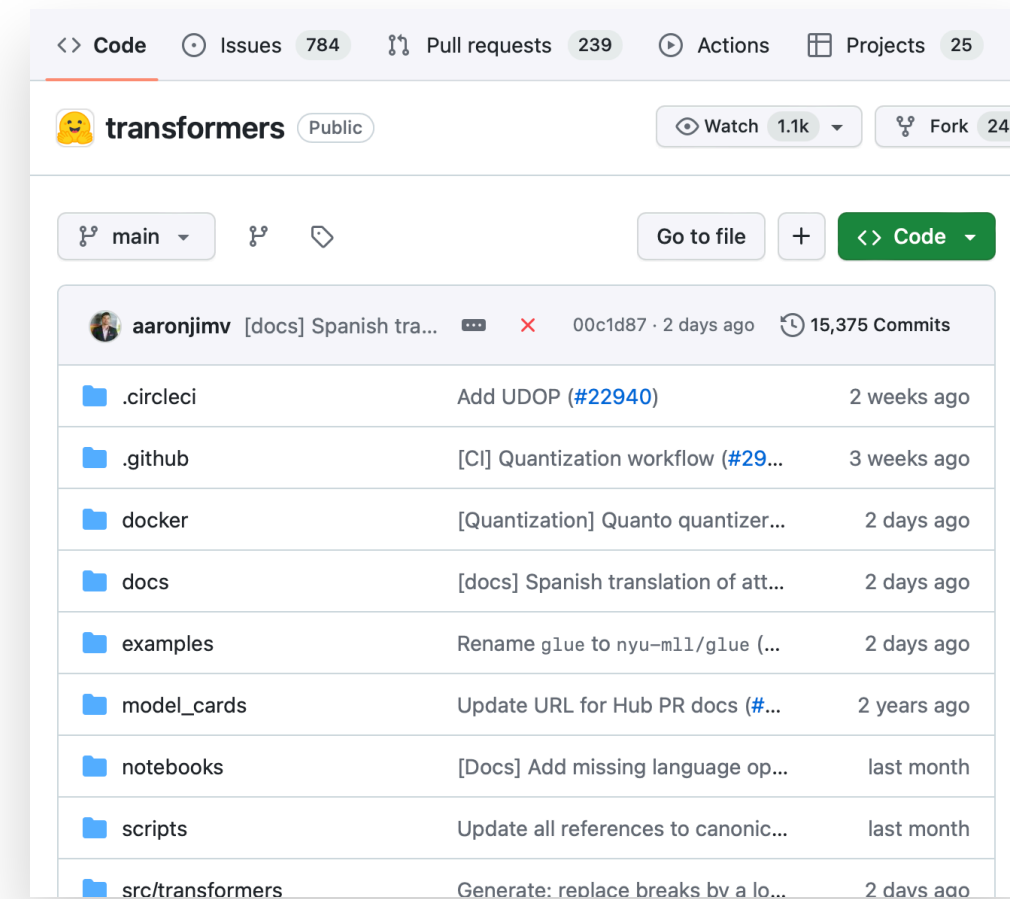 Code Issues 784 Pull requests 239 Actions Projects 25
transformers Public Watch 1.1k Fork 24
main Go to file + Code
aaronjimv [docs] Spanish tra... 00c1d87 · 2 days ago 15,375 Commits
.circleci Add UDOP (#22940) 2 weeks ago
.github [CI] Quantization workflow (#29... 3 weeks ago
docker [Quantization] Quanto quantizer... 2 days ago
docs [docs] Spanish translation of att... 2 days ago
examples Rename glue to nyu-mll/glue (... 2 days ago
model_cards Update URL for Hub PR docs (#... 2 years ago
notebooks [Docs] Add missing language op... last month
scripts Update all references to canonic... last month
src/transformers Generate: replace breaks by a lo... 2 days ago